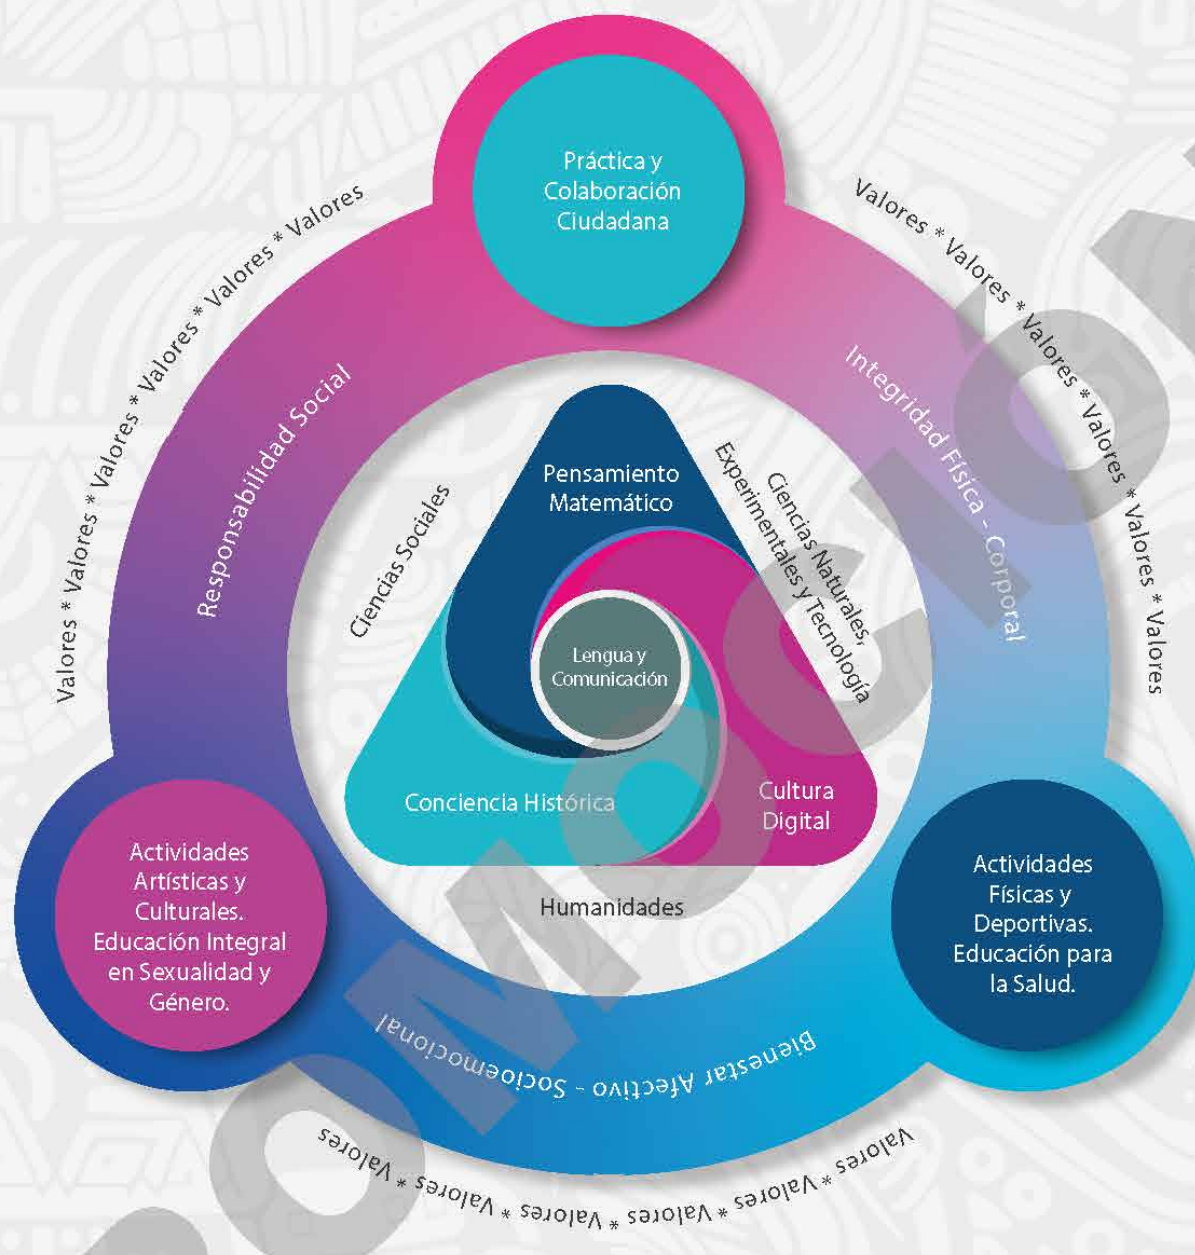 Práctica y
Colaboración
Ciudadana
Valores * Valores * Valores * Valores * Valores * Valores
Valores * Valores * Valores * Valores * Valores * Valores
Responsabilidad Social
Integridad Física - Corporal
Pensamiento
Matemático
Ciencias Sociales
Ciencias Naturales,
Experimentales y Tecnología
Lengua y
Comunicación
Conciencia Histórica
Cultura
Digital
Humanidades
Actividades
Artísticas y
Culturales.
Educación Integral
en Sexualidad y
Género.
Actividades
Físicas y
Deportivas.
Educación para
la Salud.
Bienestar Afectivo - Socioemocional
Valores * Valores * Valores * Valores * Valores * Valores